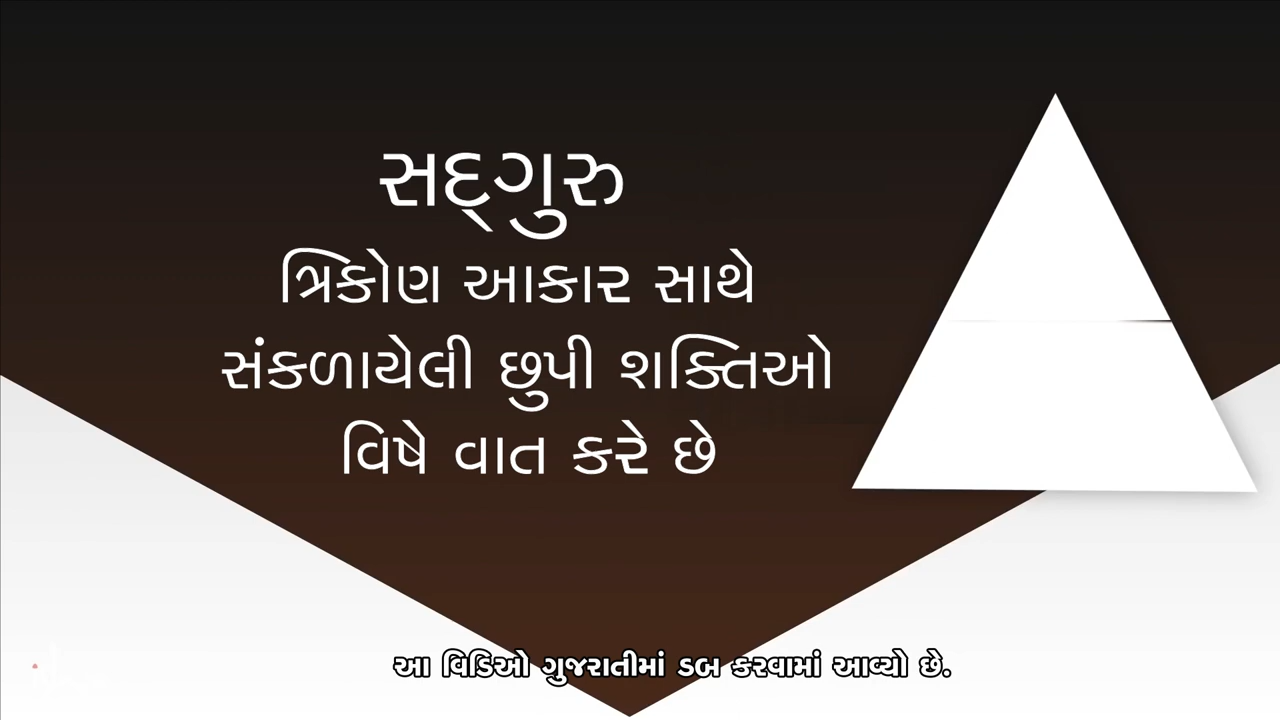 સદ્‌ગુરુ
ત્રિકોણ આકાર સાથે
સંકળાયેલી છુપી શક્તિઓ
વિષે વાત કરે છે
આ વિડિઓ ગુજરાતીમાં ડબ કરવામાં આવ્યો છે.